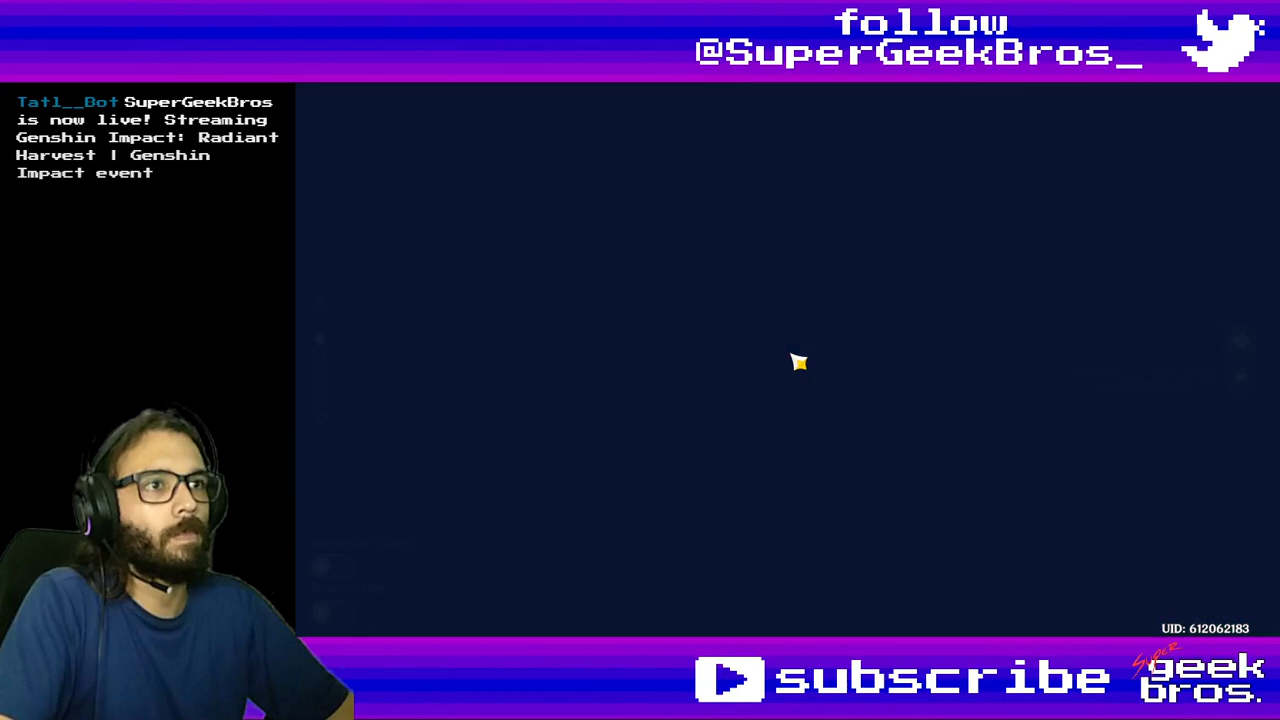 follow
@SuperGeekBros_
Tatl__Bot SuperGeekBros
is now live! Streaming
Genshin Impact: Radiant
Harvest | Genshin
Impact event
UID: 612062183
subscribe
SUPER
geek
bros.